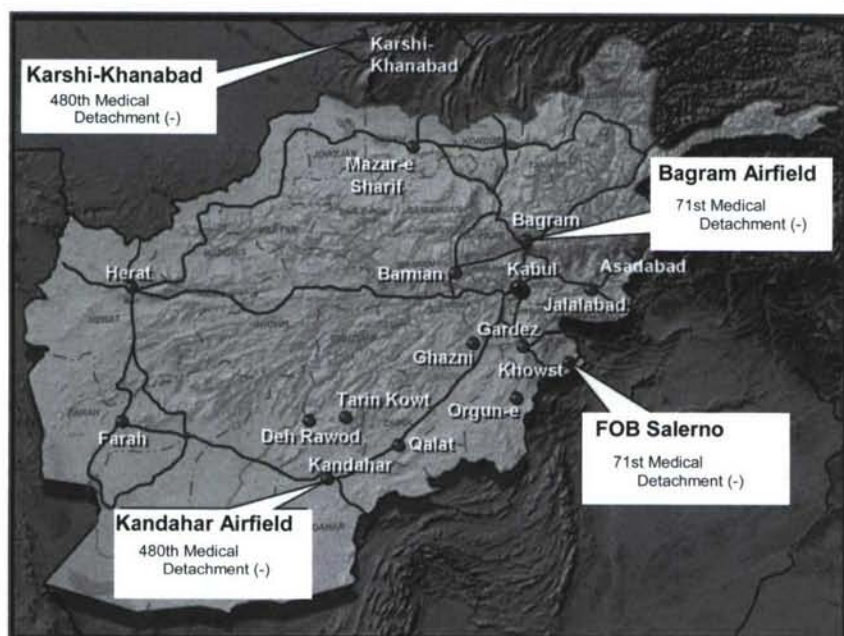 Karshi-
Khanabad
Karshi-Khanabad
480th Medical
Detachment (-)
Mazar-e
Sharif
Bagram Airfield
71st Medical
Detachment (-)
Bagram
Herat
Bamian
Kabul
Asadabad
Jalalabad
Gardez
Ghazni
Khowst
Tarin Kowt
Orgun-e
FOB Salerno
71st Medical
Detachment (-)
Farah
Deh Rawod
Qalat
Kandahar
Kandahar Airfield
480th Medical
Detachment (-)